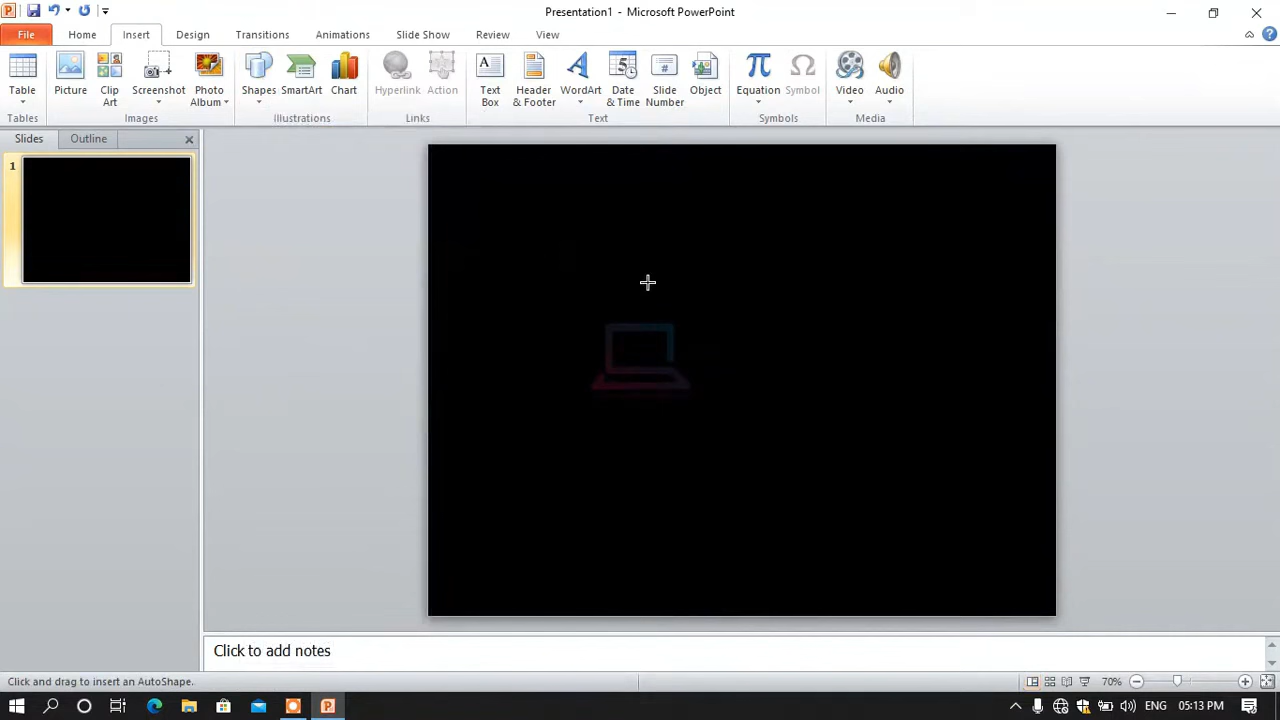 Presentation1 - Microsoft PowerPoint
File Home Insert Design Transitions Animations Slide Show Review View
Table Picture Clip Art Screenshot Photo Album Shapes SmartArt Chart Hyperlink Action Text Box Header & Footer WordArt Date & Time Slide Number Object Equation Symbol Video Audio
Tables Images Illustrations Links Text Symbols Media
Slides Outline
1
Click to add notes
Click and drag to insert an AutoShape. 70%
ENG 05:13 PM